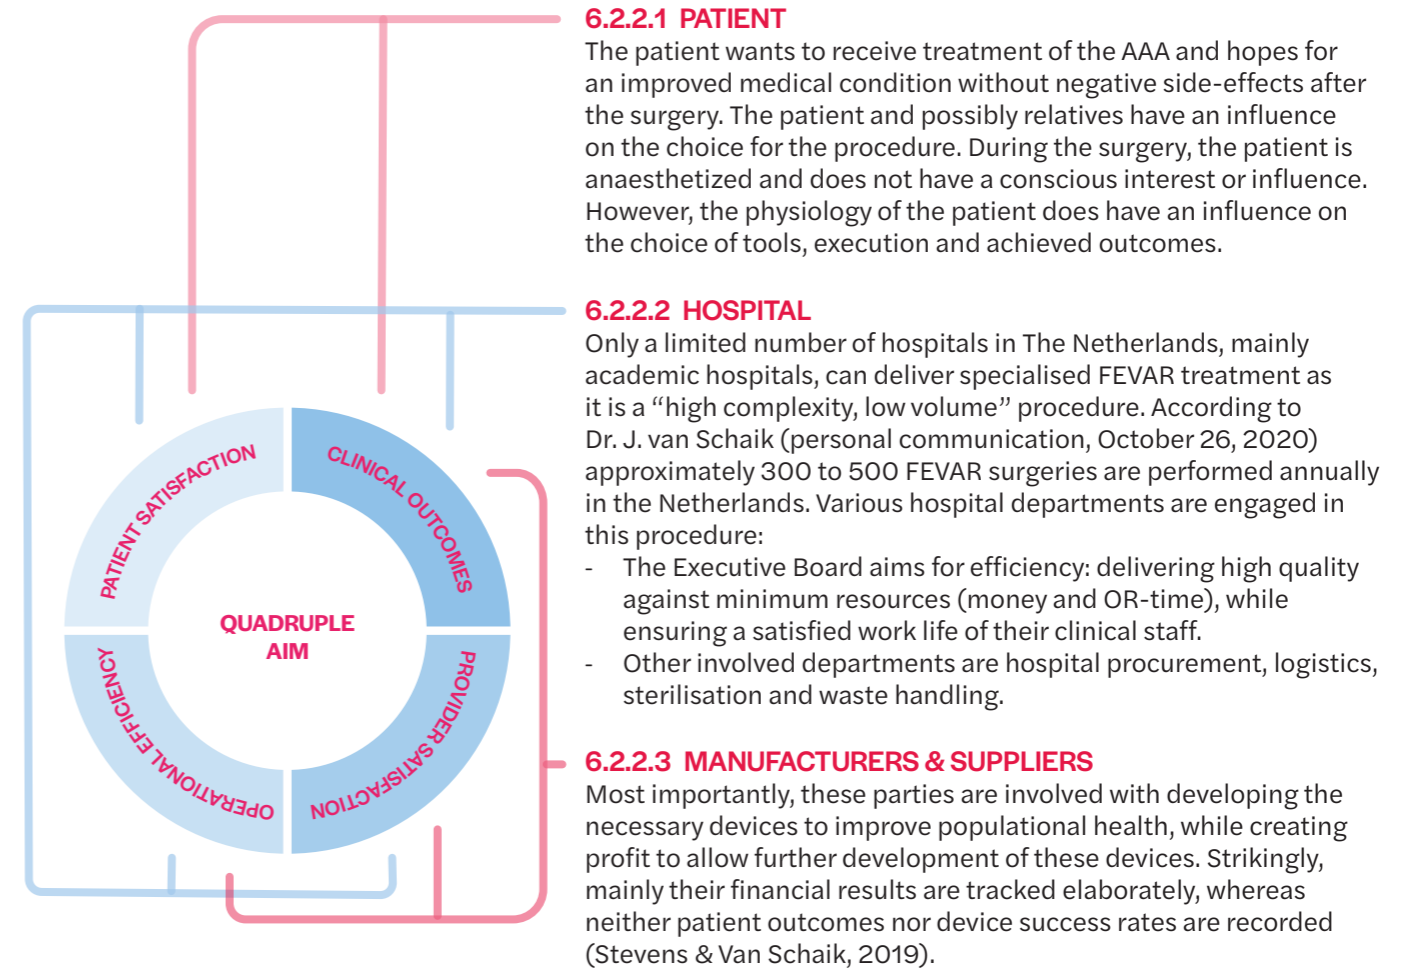 6.2.2.1 PATIENT
The patient wants to receive treatment of the AAA and hopes for
an improved medical condition without negative side-effects after
the surgery. The patient and possibly relatives have an influence
on the choice for the procedure. During the surgery, the patient is
anaesthetized and does not have a conscious interest or influence.
However, the physiology of the patient does have an influence on
the choice of tools, execution and achieved outcomes.
6.2.2.2 HOSPITAL
Only a limited number of hospitals in The Netherlands, mainly
academic hospitals, can deliver specialised FEVAR treatment as
it is a “high complexity, low volume” procedure. According to
Dr. J. van Schaik (personal communication, October 26, 2020)
approximately 300 to 500 FEVAR surgeries are performed annually
in the Netherlands. Various hospital departments are engaged in
this procedure:
- The Executive Board aims for efficiency: delivering high quality
against minimum resources (money and OR-time), while
ensuring a satisfied work life of their clinical staff.
- Other involved departments are hospital procurement, logistics,
sterilisation and waste handling.
6.2.2.3 MANUFACTURERS & SUPPLIERS
Most importantly, these parties are involved with developing the
necessary devices to improve populational health, while creating
profit to allow further development of these devices. Strikingly,
mainly their financial results are tracked elaborately, whereas
neither patient outcomes nor device success rates are recorded
(Stevens & Van Schaik, 2019).
PATIENT SATISFACTION
CLINICAL OUTCOMES
QUADRUPLE
AIM
OPERATIONAL EFFICIENCY
PROVIDER SATISFACTION